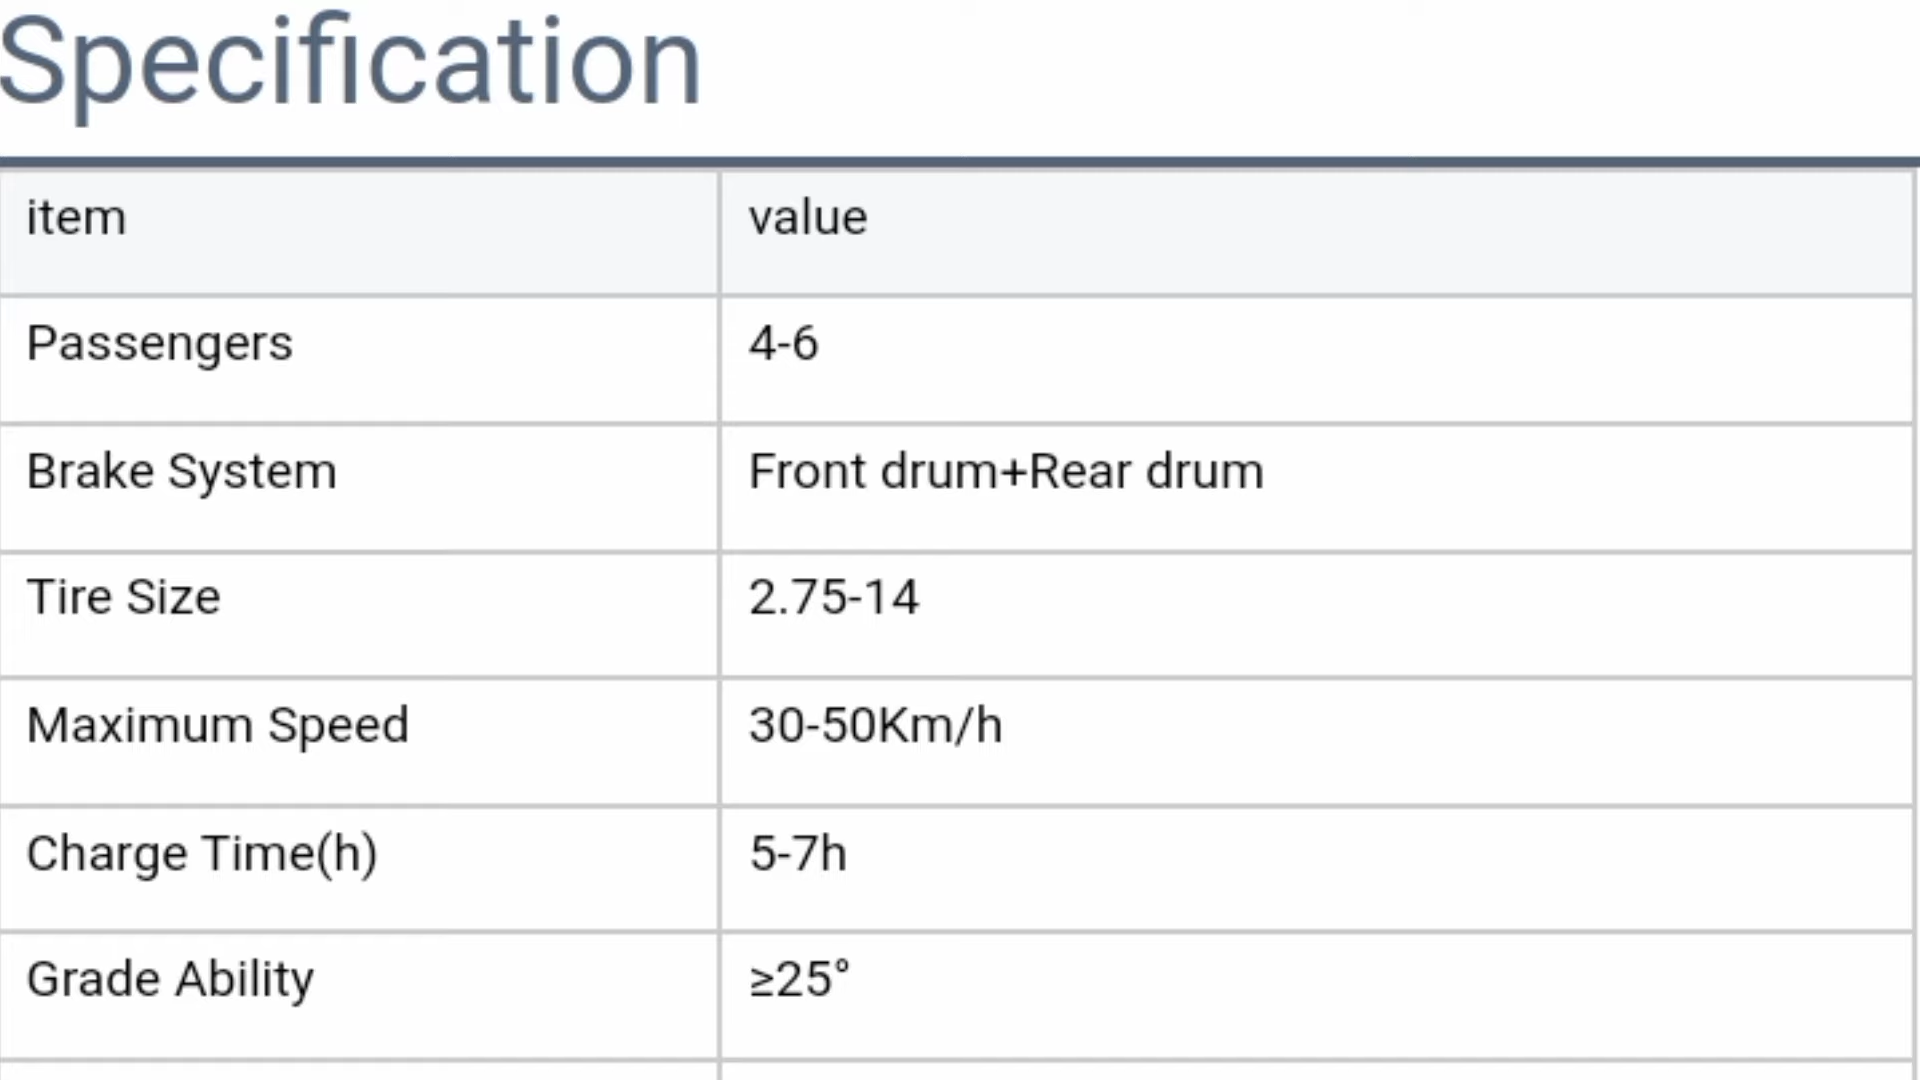 Specification
item value
Passengers 4-6
Brake System Front drum+Rear drum
Tire Size 2.75-14
Maximum Speed 30-50Km/h
Charge Time(h) 5-7h
Grade Ability ≥25°